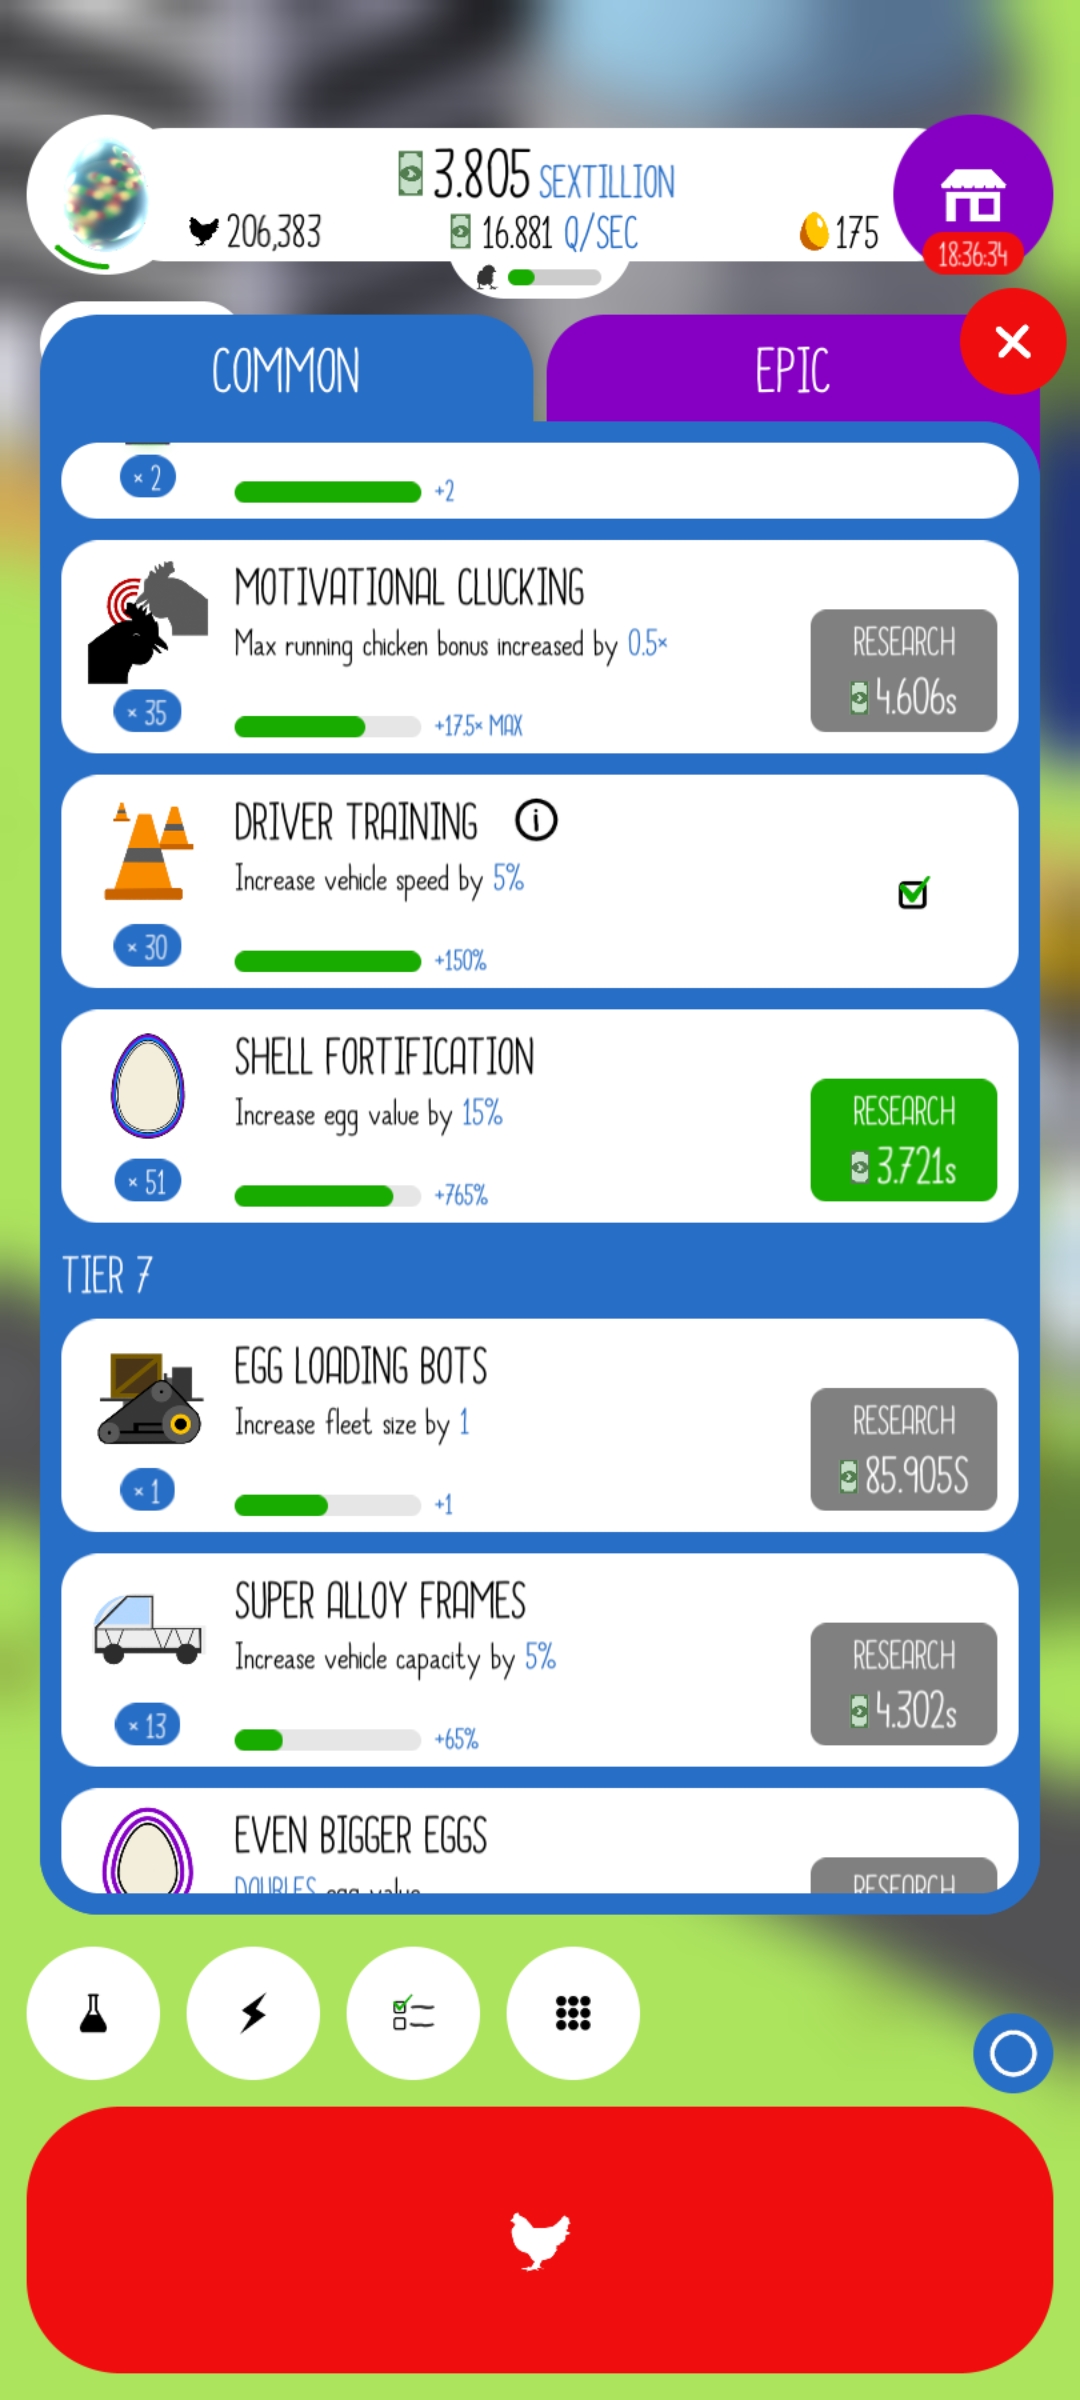 3.805 SEXTILLION
206,383
16.881 Q/SEC
175
18:36:34
COMMON
EPIC
× 2
+2
MOTIVATIONAL CLUCKING
Max running chicken bonus increased by 0.5×
RESEARCH
4.606s
× 35
+17.5× MAX
DRIVER TRAINING
i
Increase vehicle speed by 5%
× 30
+150%
SHELL FORTIFICATION
Increase egg value by 15%
RESEARCH
3.721s
× 51
+765%
TIER 7
EGG LOADING BOTS
Increase fleet size by 1
RESEARCH
85.905S
× 1
+1
SUPER ALLOY FRAMES
Increase vehicle capacity by 5%
RESEARCH
4.302s
× 13
+65%
EVEN BIGGER EGGS
DOUBLES egg value
RESEARCH